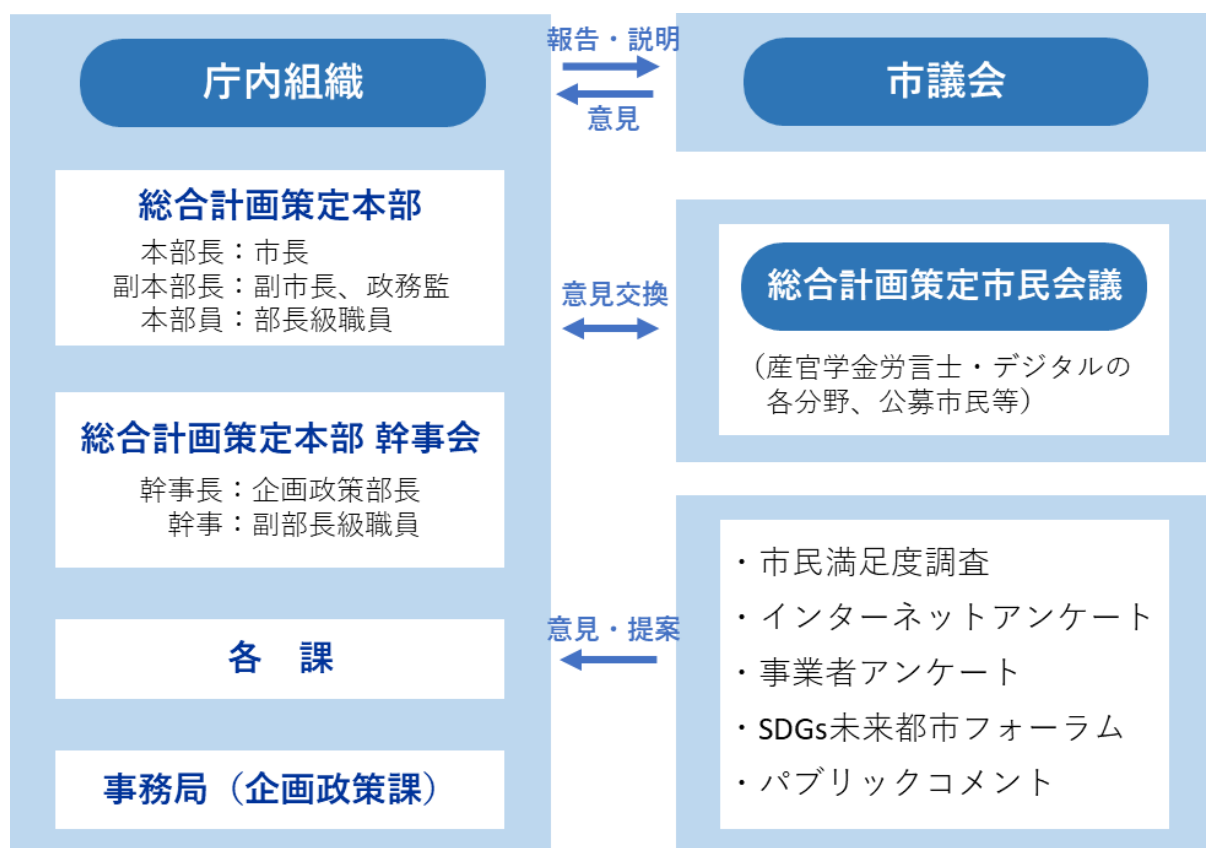 庁内組織
総合計画策定本部
本部長：市長
副本部長：副市長、政務監
本部員：部長級職員
総合計画策定本部 幹事会
幹事長：企画政策部長
幹事：副部長級職員
各　課
事務局（企画政策課）
報告・説明
意見
意見交換
意見・提案
市議会
総合計画策定市民会議
（産官学金労言士・デジタルの
各分野、公募市民等）
・市民満足度調査
・インターネットアンケート
・事業者アンケート
・SDGs未来都市フォーラム
・パブリックコメント